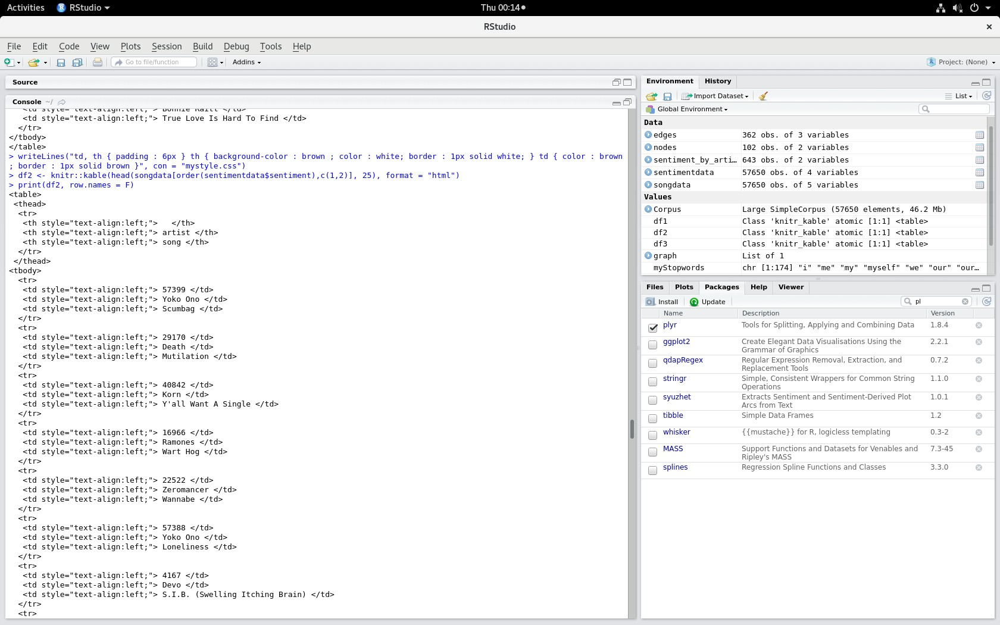 Activities RStudio Thu 00:14
RStudio
File Edit Code View Plots Session Build Debug Tools Help
Go to file/function Addins Project: (None)
Source
Console ~/
<td style="text-align:left;"> Bonnie Raitt </td>
<td style="text-align:left;"> True Love Is Hard To Find </td>
</tr>
</tbody>
</table>
> writeLines("td, th { padding : 6px } th { background-color : brown ; color : white; border : 1px solid white; } td { color : brown
; border : 1px solid brown }", con = "mystyle.css")
> df2 <- knitr::kable(head(songdata[order(sentimentdata$sentiment),c(1,2)], 25), format = "html")
> print(df2, row.names = F)
<table>
<thead>
<tr>
<th style="text-align:left;">   </th>
<th style="text-align:left;"> artist </th>
<th style="text-align:left;"> song </th>
</tr>
</thead>
<tbody>
<tr>
<td style="text-align:left;"> 57399 </td>
<td style="text-align:left;"> Yoko Ono </td>
<td style="text-align:left;"> Scumbag </td>
</tr>
<tr>
<td style="text-align:left;"> 29170 </td>
<td style="text-align:left;"> Death </td>
<td style="text-align:left;"> Mutilation </td>
</tr>
<tr>
<td style="text-align:left;"> 40842 </td>
<td style="text-align:left;"> Korn </td>
<td style="text-align:left;"> Y'all Want A Single </td>
</tr>
<tr>
<td style="text-align:left;"> 16966 </td>
<td style="text-align:left;"> Ramones </td>
<td style="text-align:left;"> Wart Hog </td>
</tr>
<tr>
<td style="text-align:left;"> 22522 </td>
<td style="text-align:left;"> Zeromancer </td>
<td style="text-align:left;"> Wannabe </td>
</tr>
<tr>
<td style="text-align:left;"> 57388 </td>
<td style="text-align:left;"> Yoko Ono </td>
<td style="text-align:left;"> Loneliness </td>
</tr>
<tr>
<td style="text-align:left;"> 4167 </td>
<td style="text-align:left;"> Devo </td>
<td style="text-align:left;"> S.I.B. (Swelling Itching Brain) </td>
</tr>
<tr>
Environment History
Import Dataset List
Global Environment
Data
edges 362 obs. of 3 variables
nodes 102 obs. of 2 variables
sentiment_by_arti… 643 obs. of 2 variables
sentimentdata 57650 obs. of 4 variables
songdata 57650 obs. of 5 variables
Values
Corpus Large SimpleCorpus (57650 elements, 46.2 Mb)
df1 Class 'knitr_kable' atomic [1:1] <table>
df2 Class 'knitr_kable' atomic [1:1] <table>
df3 Class 'knitr_kable' atomic [1:1] <table>
graph List of 1
myStopwords chr [1:174] "i" "me" "my" "myself" "we" "our" "our…
Files Plots Packages Help Viewer
Install Update pl
Name Description Version
plyr Tools for Splitting, Applying and Combining Data 1.8.4
ggplot2 Create Elegant Data Visualisations Using the 2.2.1
Grammar of Graphics
qdapRegex Regular Expression Removal, Extraction, and 0.7.2
Replacement Tools
stringr Simple, Consistent Wrappers for Common String 1.1.0
Operations
syuzhet Extracts Sentiment and Sentiment-Derived Plot 1.0.1
Arcs from Text
tibble Simple Data Frames 1.2
whisker {{mustache}} for R, logicless templating 0.3-2
MASS Support Functions and Datasets for Venables and 7.3-45
Ripley's MASS
splines Regression Spline Functions and Classes 3.3.0